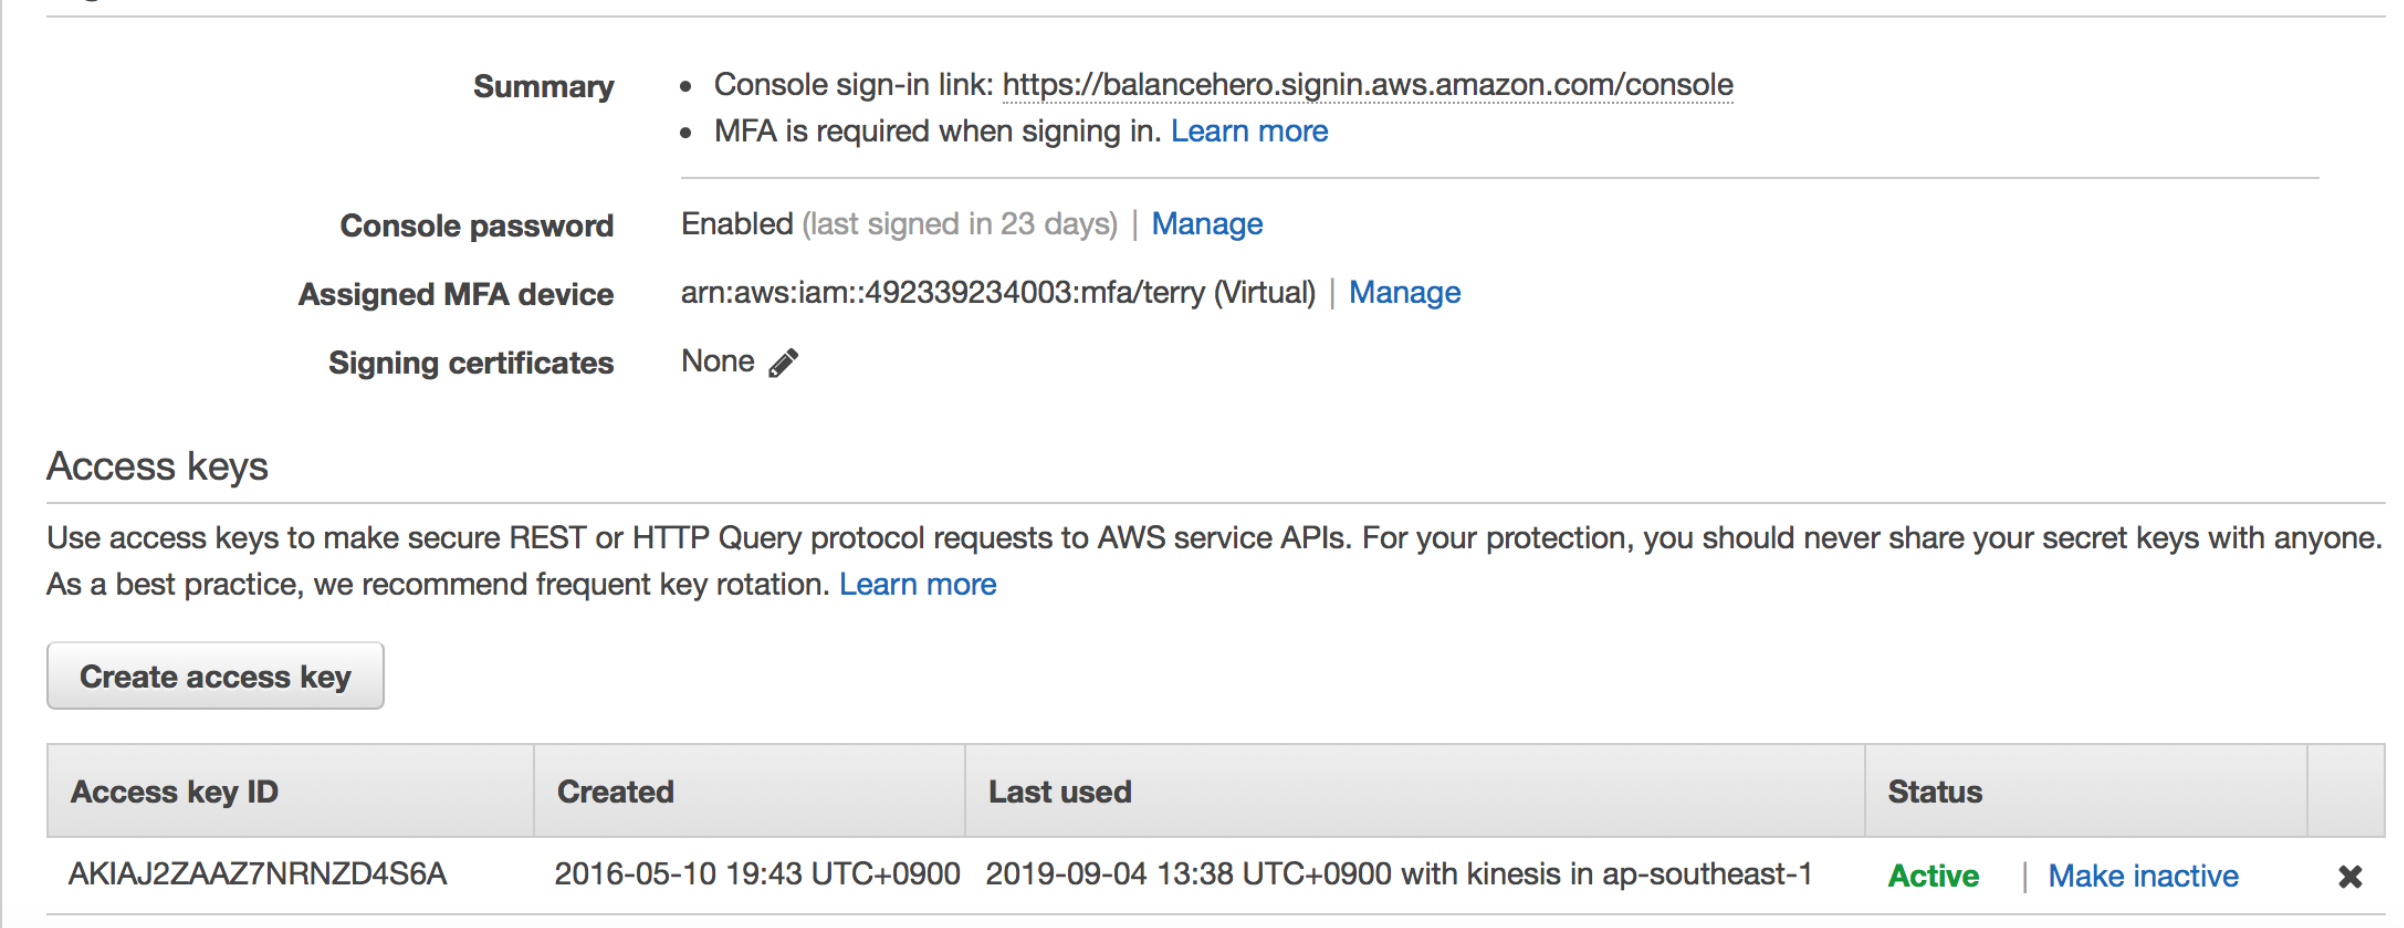 Summary
• Console sign-in link: https://balancehero.signin.aws.amazon.com/console
• MFA is required when signing in. Learn more
Console password Enabled (last signed in 23 days) | Manage
Assigned MFA device arn:aws:iam::492339234003:mfa/terry (Virtual) | Manage
Signing certificates None
Access keys
Use access keys to make secure REST or HTTP Query protocol requests to AWS service APIs. For your protection, you should never share your secret keys with anyone.
As a best practice, we recommend frequent key rotation. Learn more
Create access key
Access key ID Created Last used Status
AKIAJ2ZAAZ7NRNZD4S6A 2016-05-10 19:43 UTC+0900 2019-09-04 13:38 UTC+0900 with kinesis in ap-southeast-1 Active | Make inactive